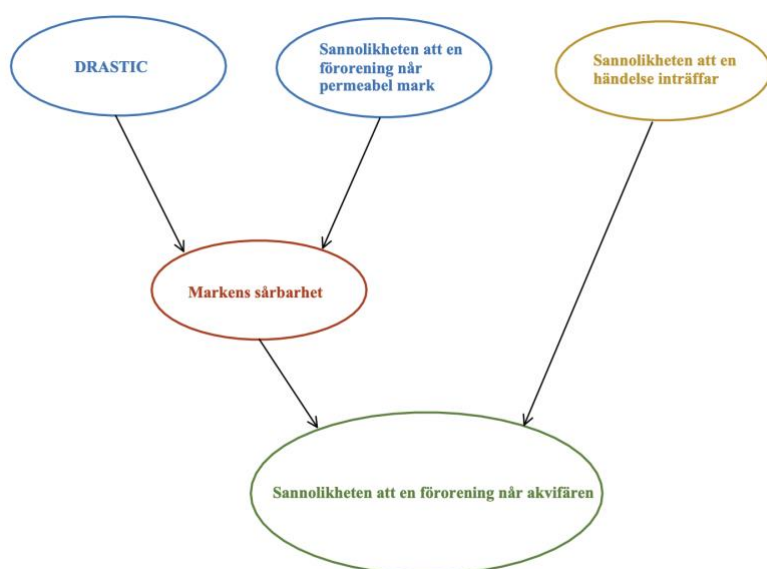 DRASTIC
Sannolikheten att en
förorening når
permeabel mark
Sannolikheten att en
händelse inträffar
Markens sårbarhet
Sannolikheten att en förorening når akvifären